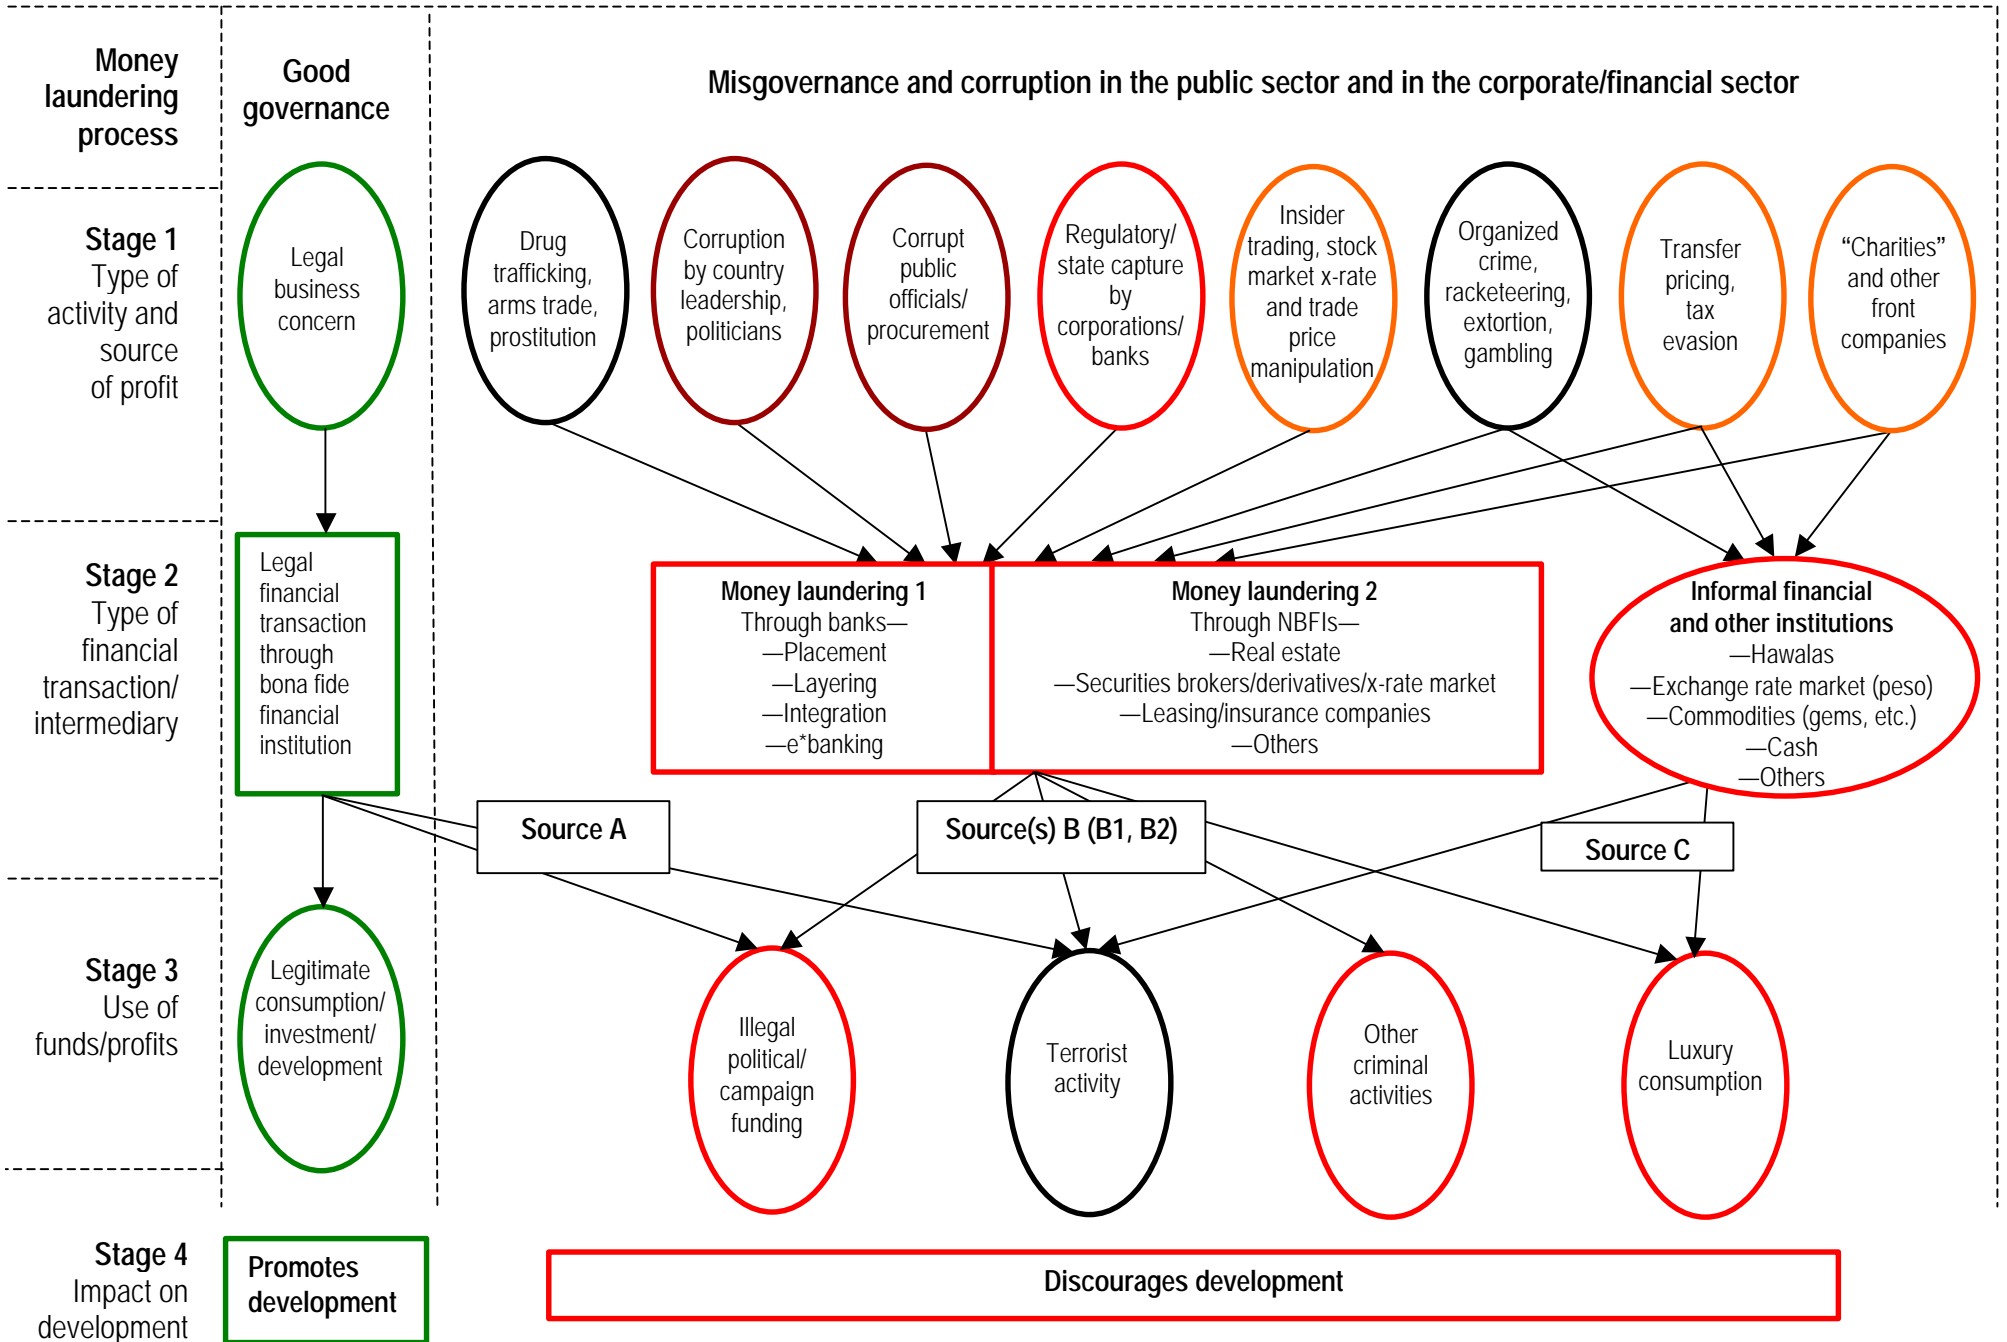 Money
laundering
process
Good
governance
Misgovernance and corruption in the public sector and in the corporate/financial sector
Stage 1
Type of
activity and
source
of profit
Legal
business
concern
Drug
trafficking,
arms trade,
prostitution
Corruption
by country
leadership,
politicians
Corrupt
public
officials/
procurement
Regulatory/
state capture
by
corporations/
banks
Insider
trading, stock
market x-rate
and trade
price
manipulation
Organized
crime,
racketeering,
extortion,
gambling
Transfer
pricing,
tax
evasion
“Charities”
and other
front
companies
Stage 2
Type of
financial
transaction/
intermediary
Legal
financial
transaction
through
bona fide
financial
institution
Money laundering 1
Through banks—
—Placement
—Layering
—Integration
—e*banking
Money laundering 2
Through NBFIs—
—Real estate
—Securities brokers/derivatives/x-rate market
—Leasing/insurance companies
—Others
Informal financial
and other institutions
—Hawalas
—Exchange rate market (peso)
—Commodities (gems, etc.)
—Cash
—Others
Source A
Source(s) B (B1, B2)
Source C
Stage 3
Use of
funds/profits
Legitimate
consumption/
investment/
development
Illegal
political/
campaign
funding
Terrorist
activity
Other
criminal
activities
Luxury
consumption
Stage 4
Impact on
development
Promotes
development
Discourages development